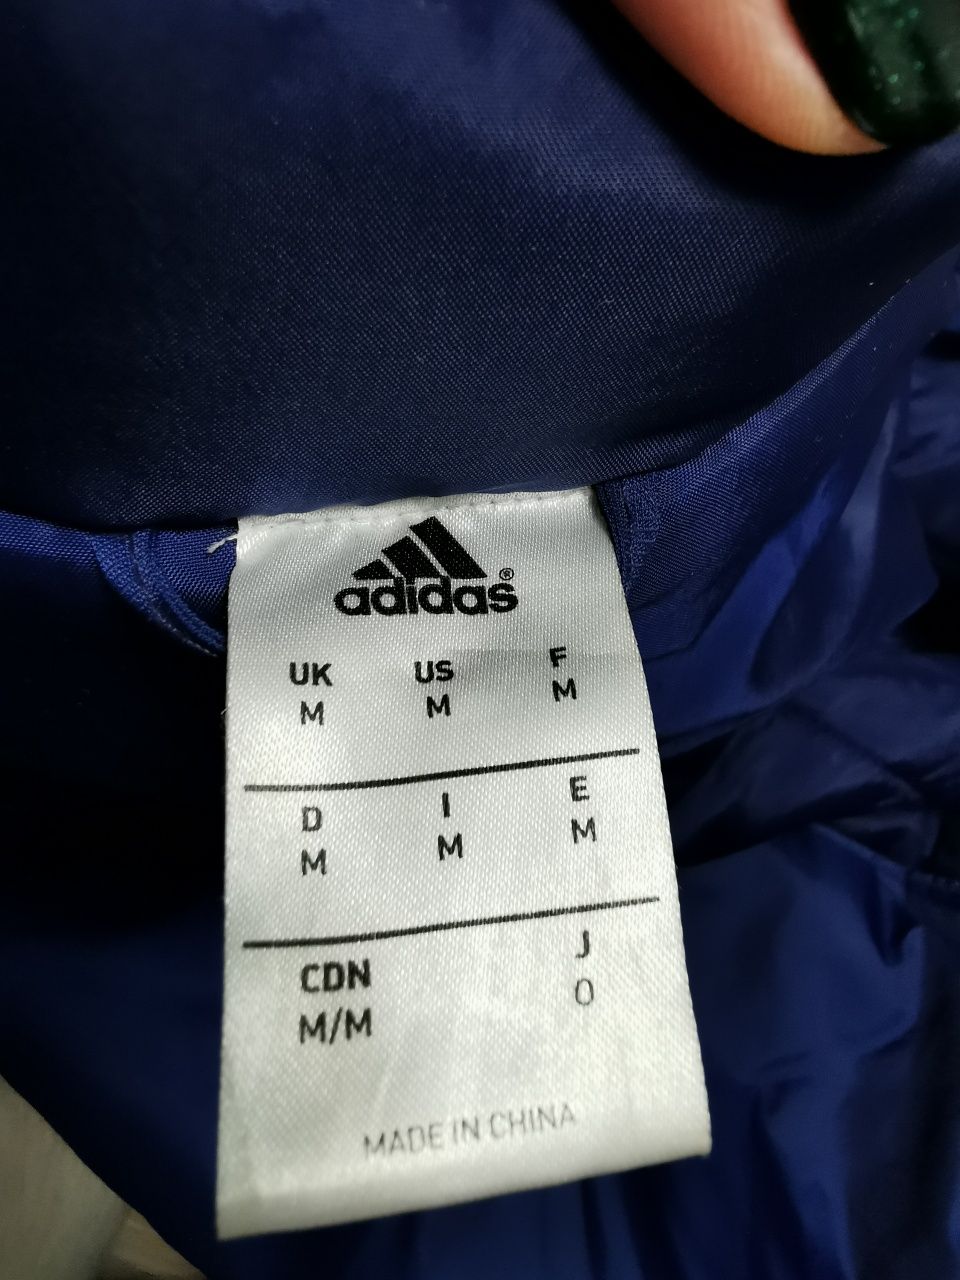 adidas®
UK US F
M M M
D I E
M M M
CDN J
M/M O
MADE IN CHINA